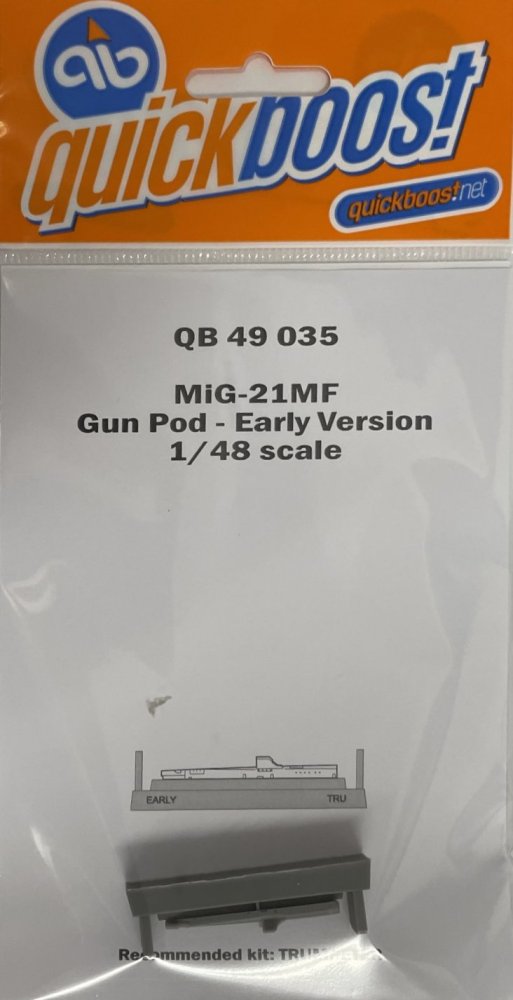 qb
quickboost
quickboost.net
QB 49 035
MiG-21MF
Gun Pod - Early Version
1/48 scale
EARLY TRU
Recommended kit: